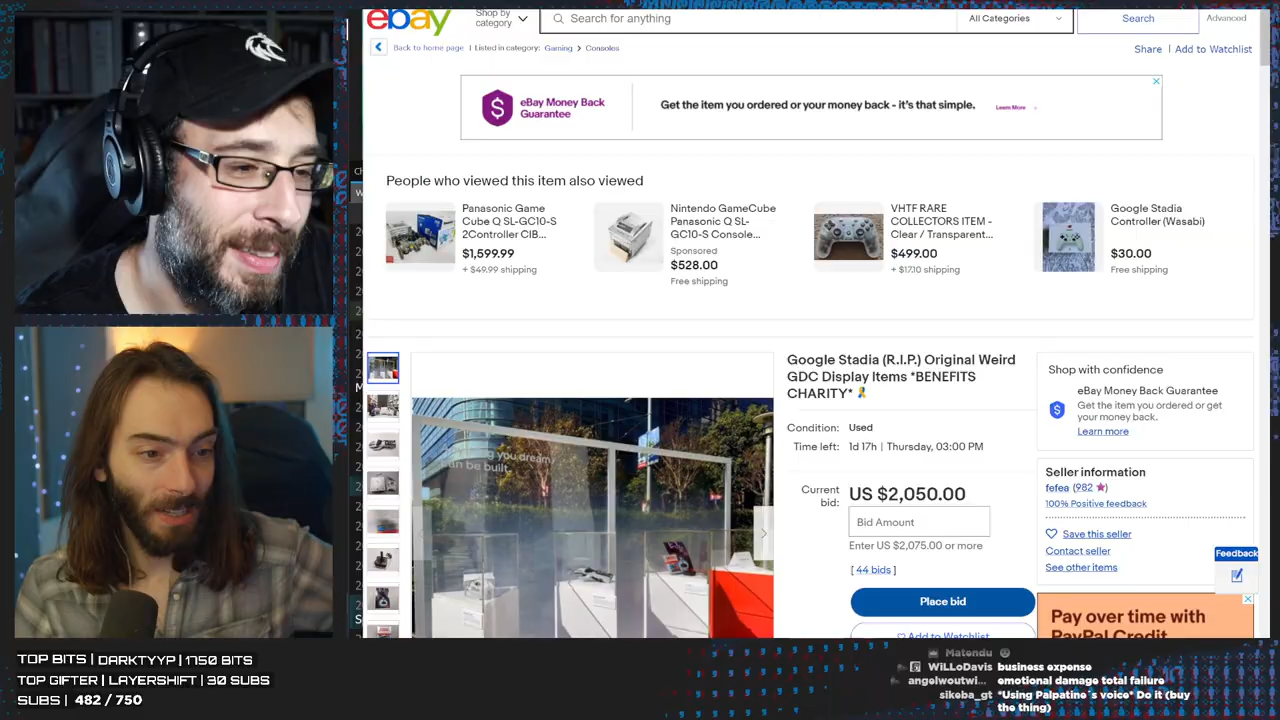 ebay
Shop by
category
Search for anything
All Categories
Search
Advanced
Back to home page | Listed in category: Gaming > Consoles
Share | Add to Watchlist
eBay Money Back
Guarantee
Get the item you ordered or your money back - it's that simple.
Learn More
People who viewed this item also viewed
Panasonic Game
Cube Q SL-GC10-S
2Controller CIB...
$1,599.99
+ $49.99 shipping
Nintendo GameCube
Panasonic Q SL-
GC10-S Console...
Sponsored
$528.00
Free shipping
VHTF RARE
COLLECTORS ITEM -
Clear / Transparent...
$499.00
+ $17.10 shipping
Google Stadia
Controller (Wasabi)
$30.00
Free shipping
Google Stadia (R.I.P.) Original Weird
GDC Display Items *BENEFITS
CHARITY*
Condition: Used
Time left: 1d 17h | Thursday, 03:00 PM
Current
bid:
US $2,050.00
Bid Amount
Enter US $2,075.00 or more
[ 44 bids ]
Place bid
Add to Watchlist
Shop with confidence
eBay Money Back Guarantee
Get the item you ordered or
your money back.
Learn more
Seller information
fefea (982)
100% Positive feedback
Save this seller
Contact seller
See other items
Feedback
Pay over time with
PayPal Credit
TOP BITS | DARKTYYP | 1750 BITS
TOP GIFTER | LAYERSHIFT | 30 SUBS
SUBS | 482 / 750
Matendu
WiLLoDavis business expense
angelwoutwi... emotional damage total failure
sikeba_gt *Using Palpatine´s voice* Do it (buy
the thing)